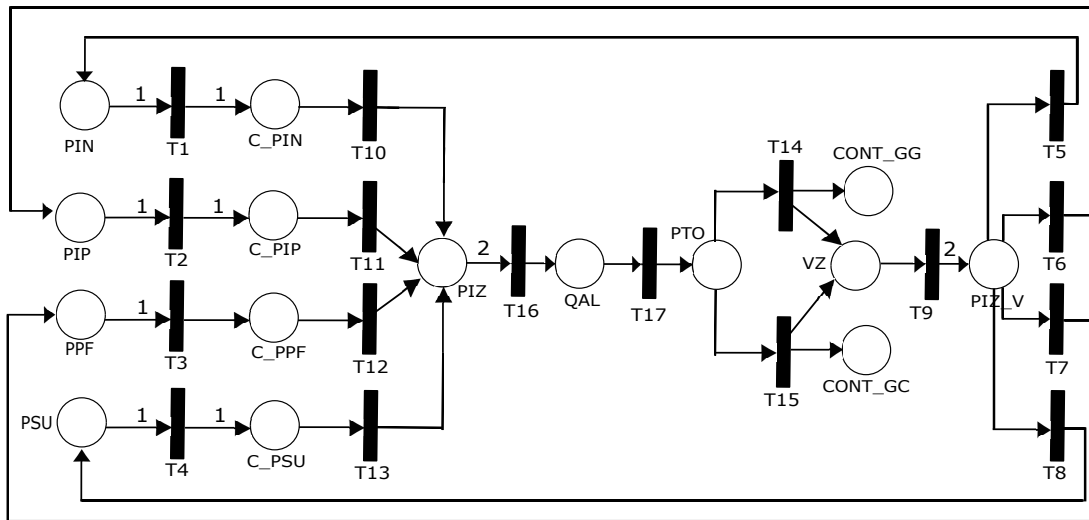 1
1
PIN
T1
C_PIN
T10
T14
CONT_GG
T5
1
1
PIP
T2
C_PIP
T11
PTO
T6
2
PIZ
T16
QAL
T17
VZ
2
T9
PIZ_V
1
1
PPF
T3
C_PPF
T12
T15
CONT_GC
T7
PSU
1
1
T4
C_PSU
T13
T8